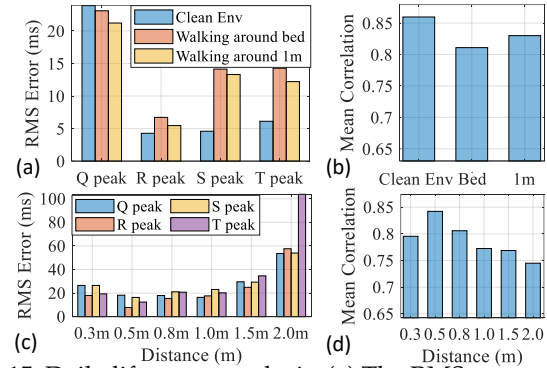 RMS Error (ms)
20
15
10
5
0
Clean Env
Walking around bed
Walking around 1m
Q peak R peak S peak T peak
(a)
Mean Correlation
0.85
0.8
0.75
0.7
0.65
Clean Env Bed 1m
(b)
RMS Error (ms)
100
80
60
40
20
0
Q peak S peak
R peak T peak
0.3m 0.5m 0.8m 1.0m 1.5m 2.0m
Distance (m)
(c)
Mean Correlation
0.85
0.8
0.75
0.7
0.65
0.3 0.5 0.8 1.0 1.5 2.0
Distance (m)
(d)